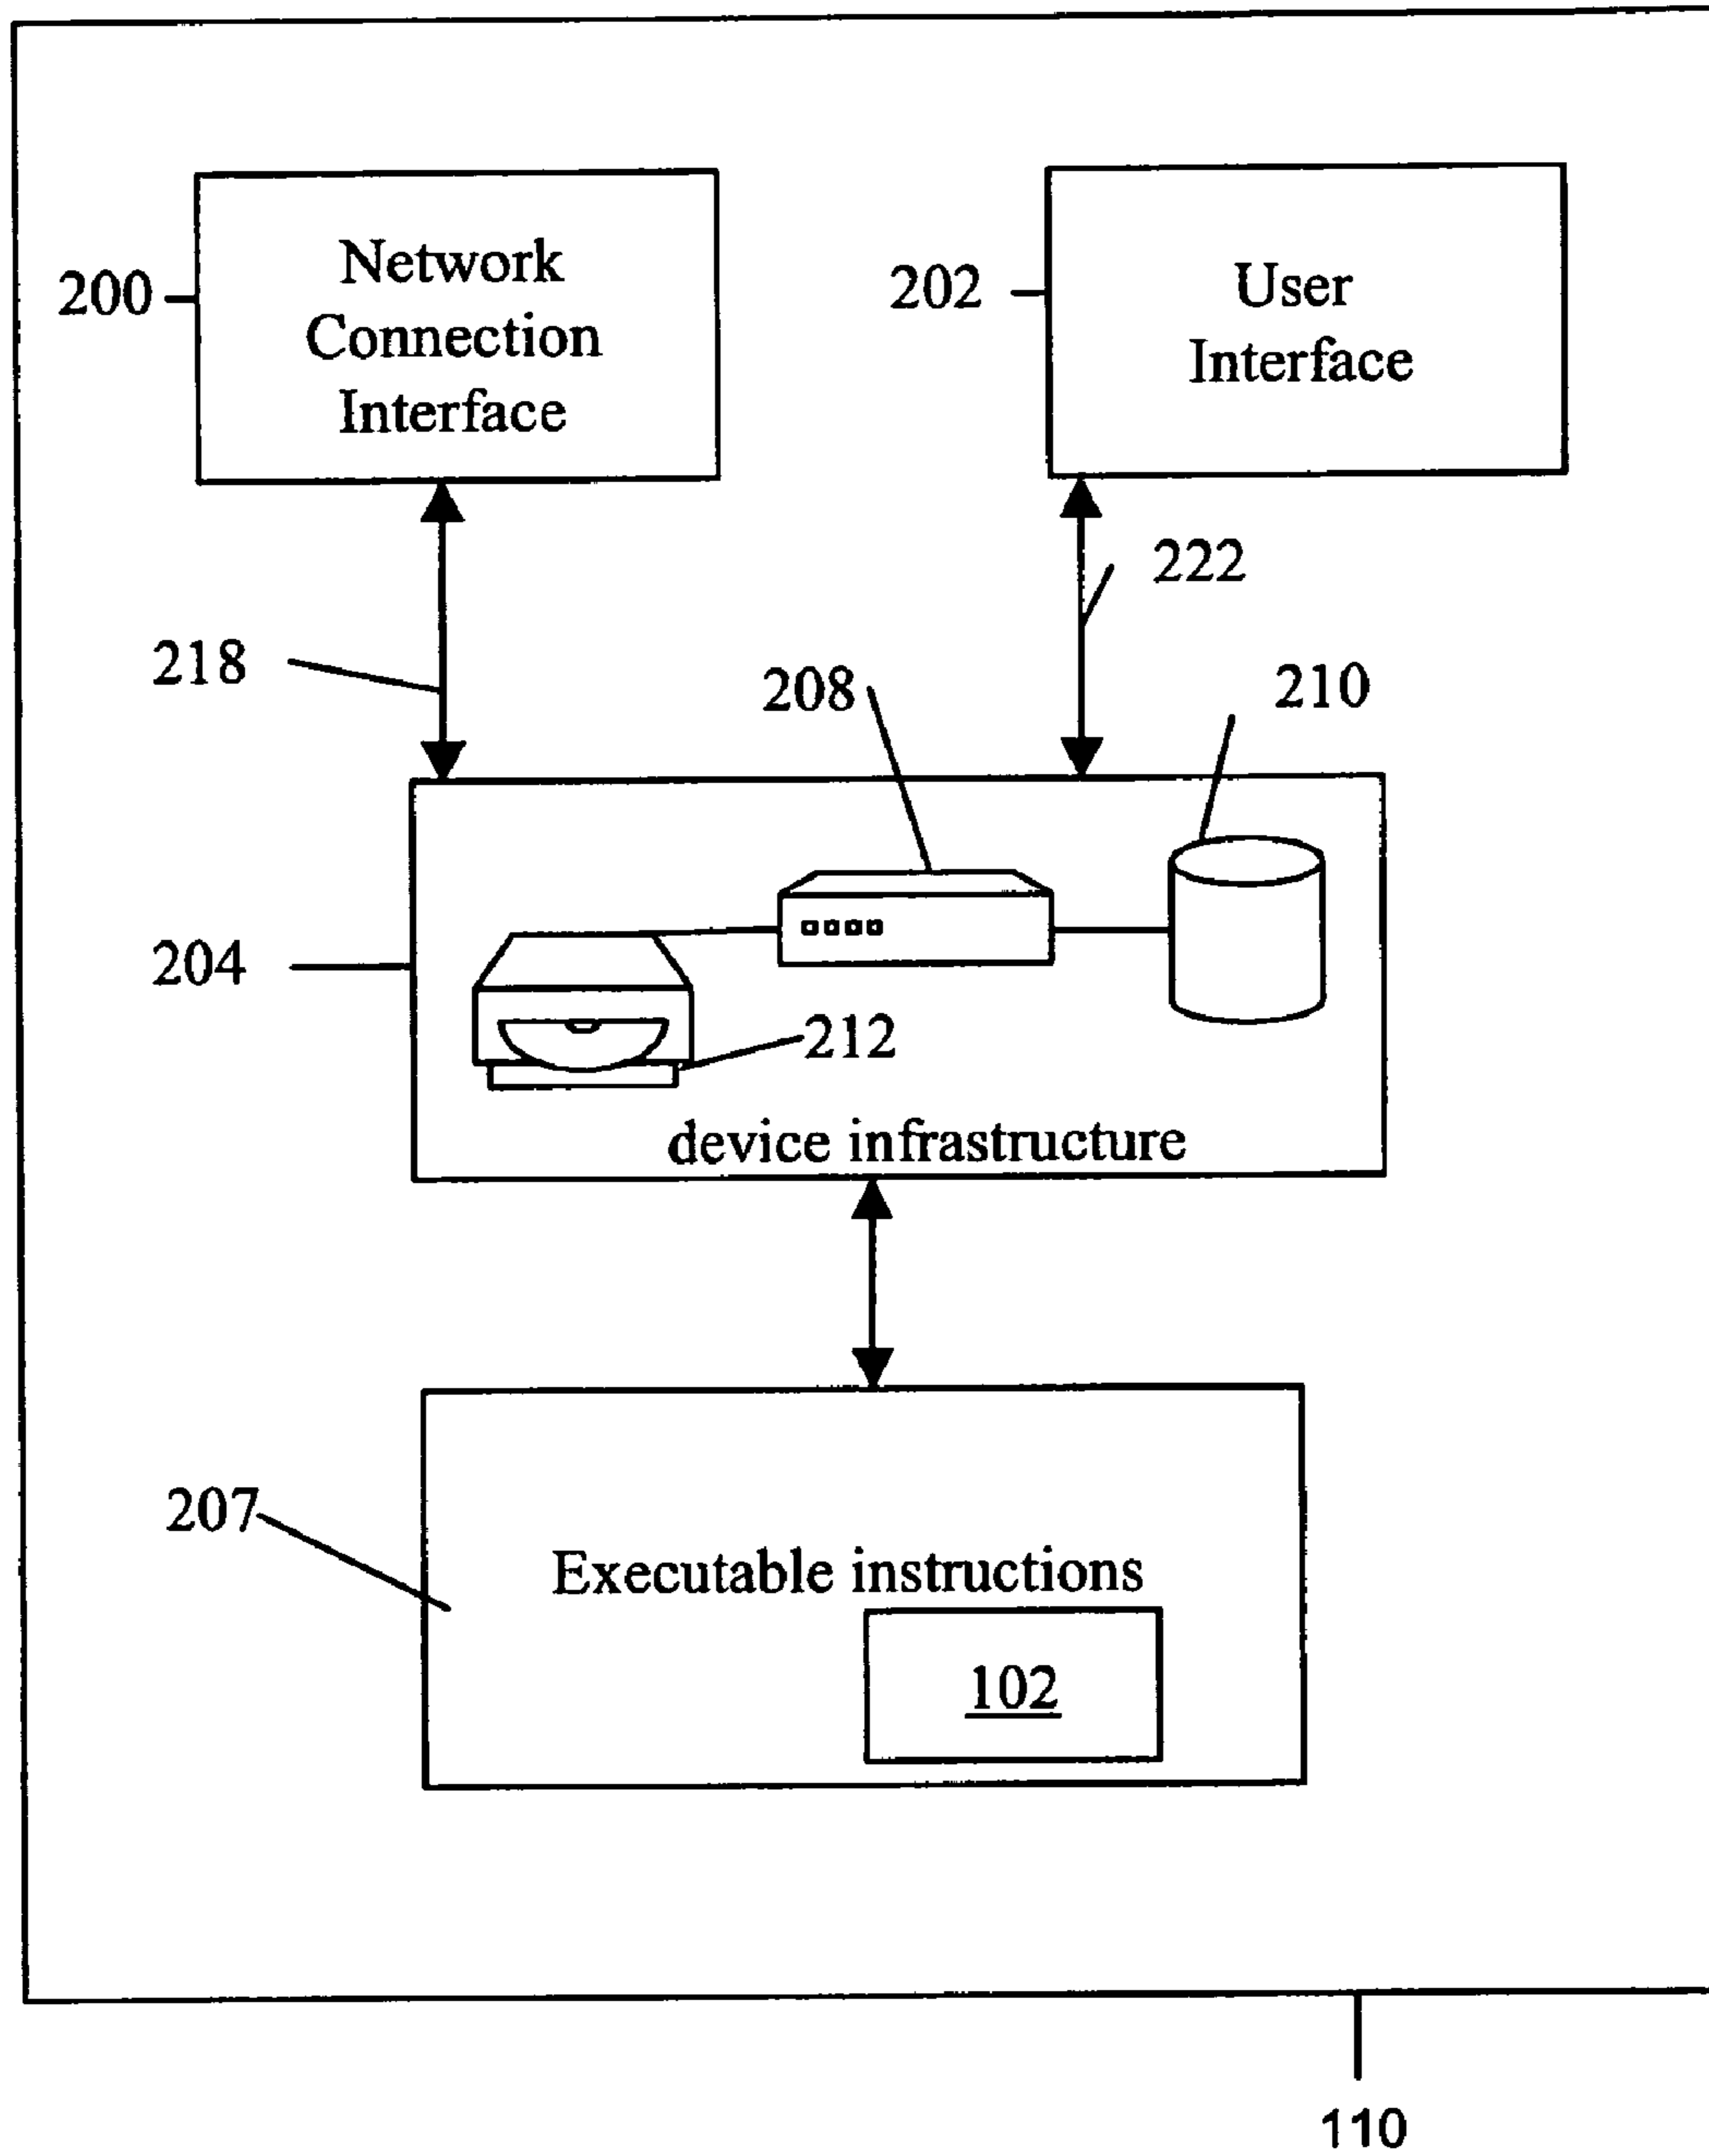 200
Network
Connection
Interface
202
User
Interface
222
218
208
210
204
212
device infrastructure
207
Executable instructions
102
110